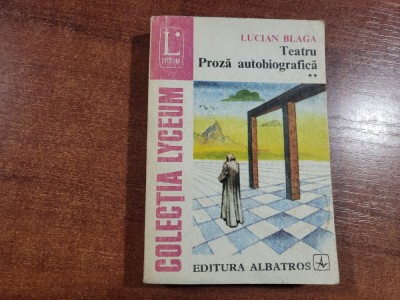 L
LYCEUM
LUCIAN BLAGA
Teatru
Proză autobiografică
**
COLECȚIA LYCEUM
EDITURA ALBATROS